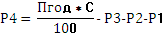 P4 = Пгод * С / 100 - P3-P2-P1